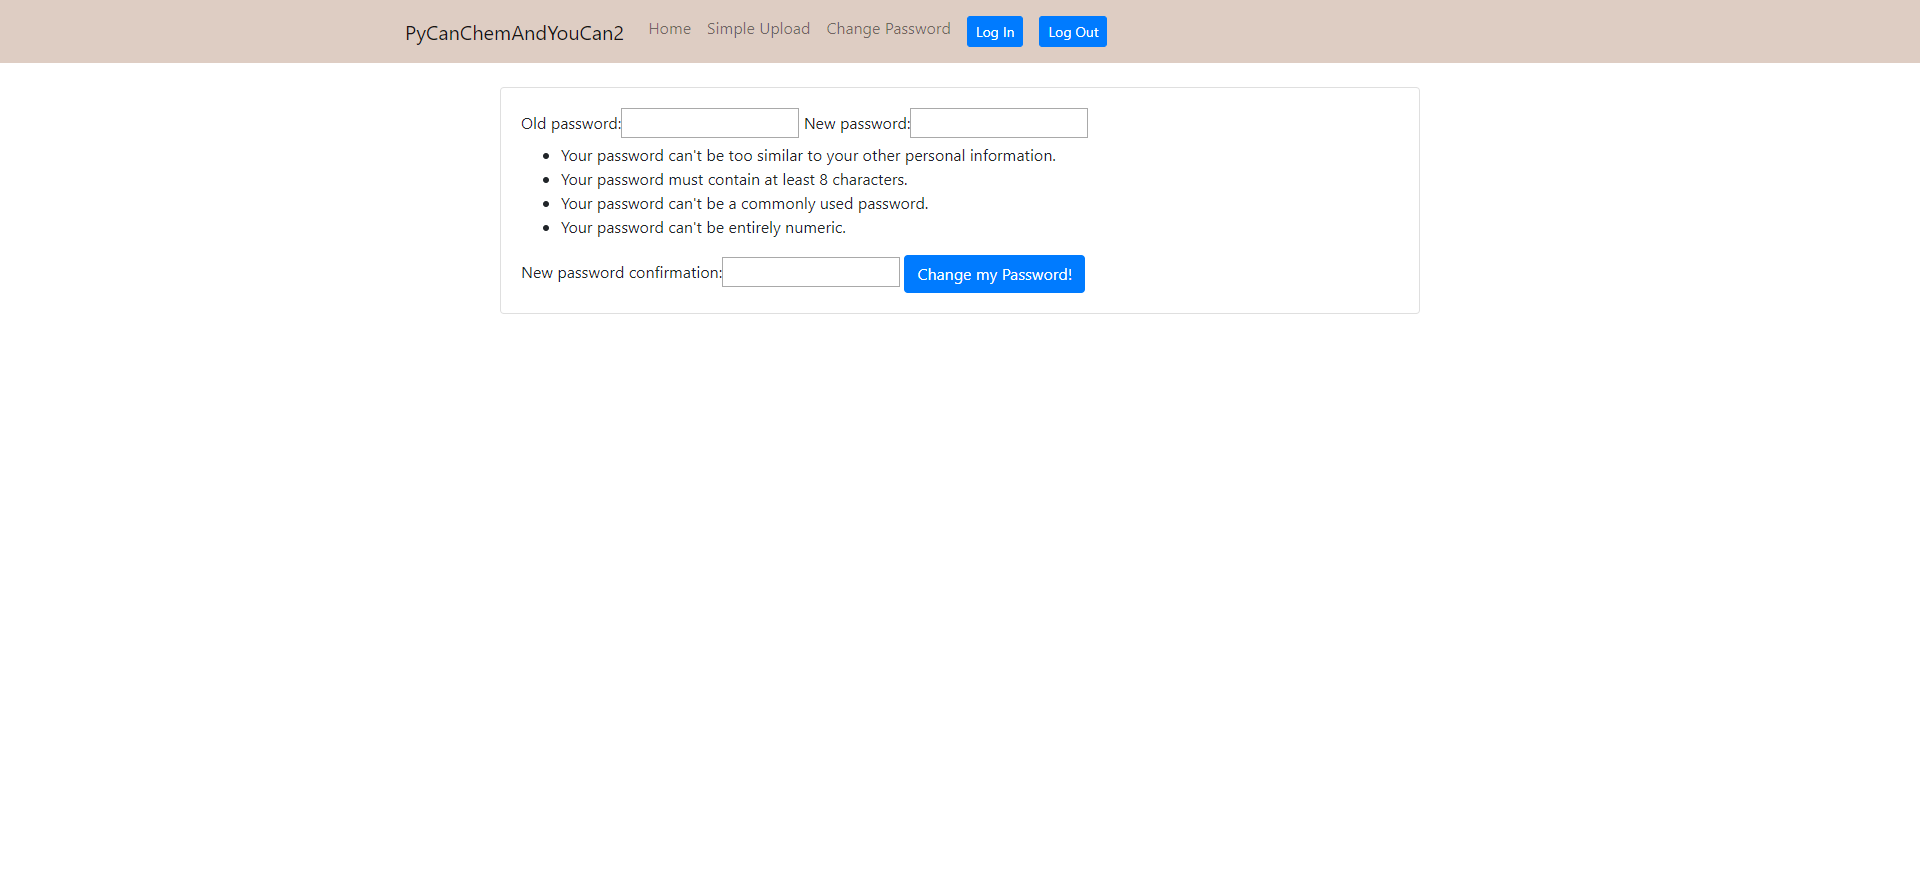 PyCanChemAndYouCan2 Home Simple Upload Change Password Log In Log Out
Old password: New password:
Your password can't be too similar to your other personal information.
Your password must contain at least 8 characters.
Your password can't be a commonly used password.
Your password can't be entirely numeric.
New password confirmation: Change my Password!